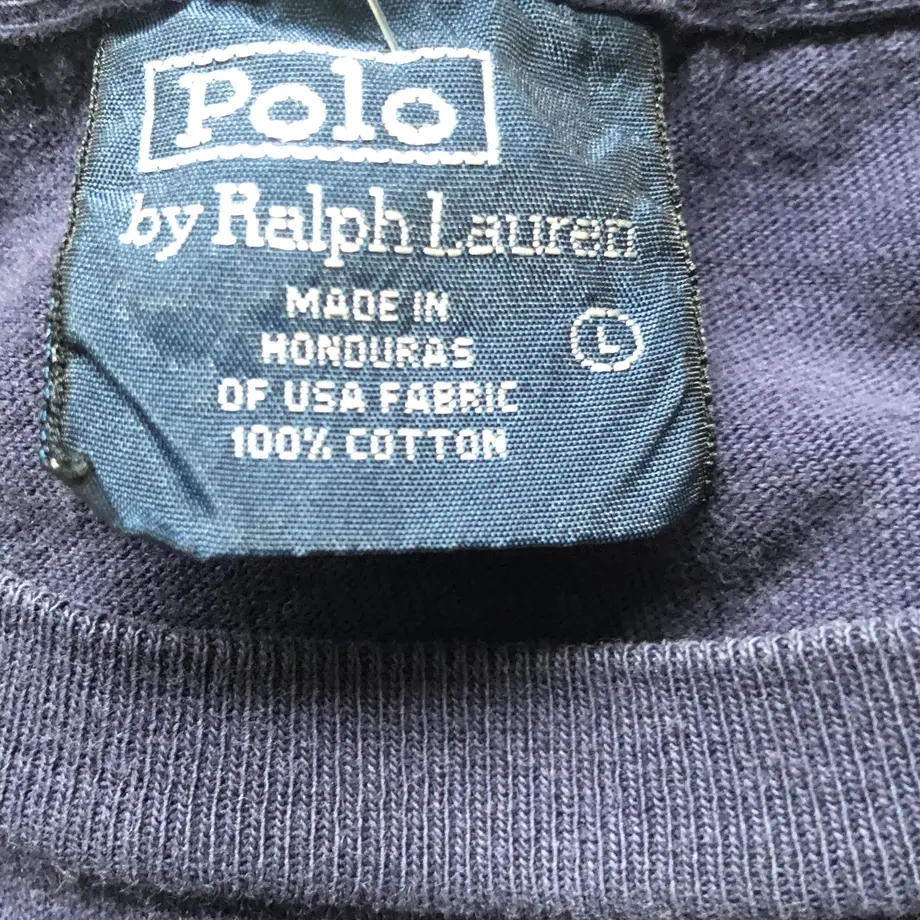 Polo
by Ralph Lauren
MADE IN
HONDURAS
L
OF USA FABRIC
100% COTTON